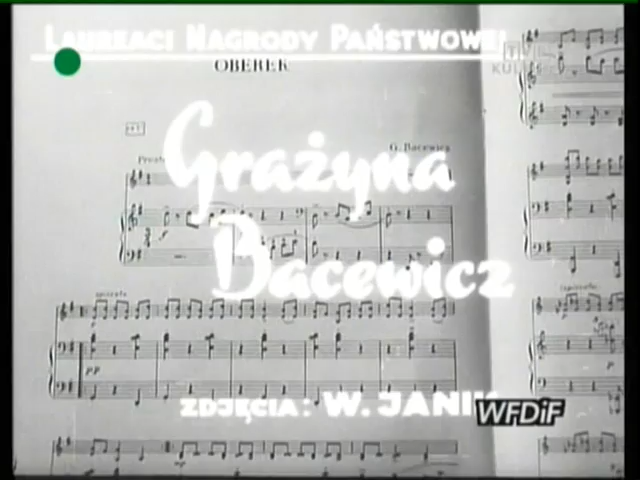 LAUREACI NAGRODY PAŃSTWOWEJ
OBEREK
G. Bacewicz
Grażyna
Bacewicz
ZDJĘCIA: W. JANIK
WFDiF